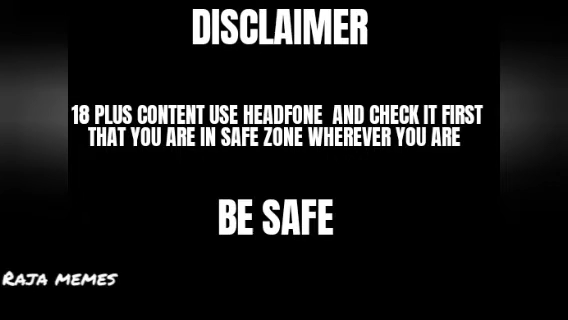 DISCLAIMER
18 PLUS CONTENT USE HEADFONE AND CHECK IT FIRST
THAT YOU ARE IN SAFE ZONE WHEREVER YOU ARE
BE SAFE
RAJA MEMES